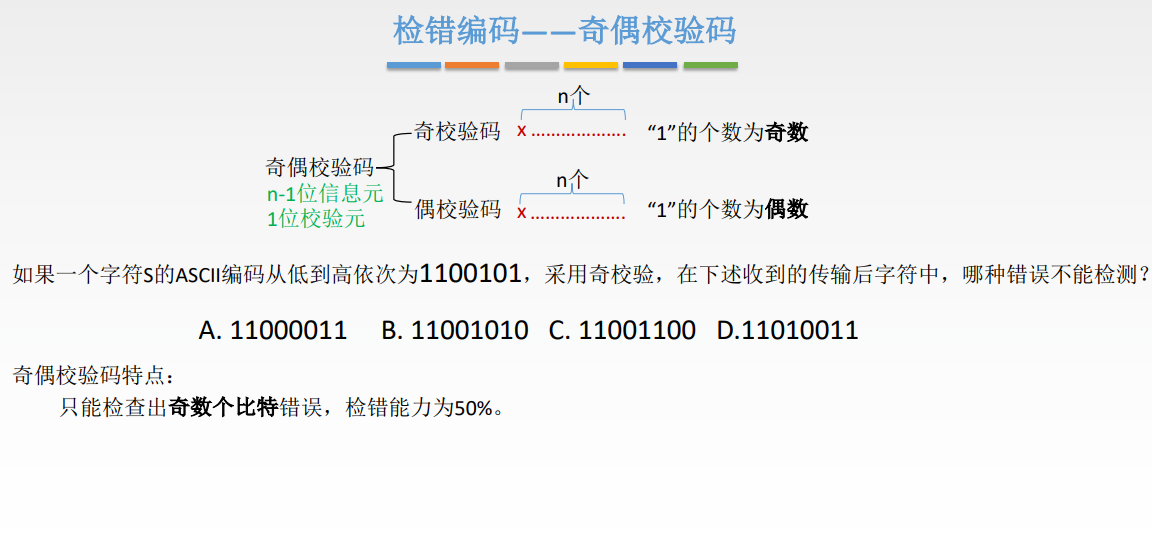 检错编码——奇偶校验码
n个
奇校验码 x ................... “1”的个数为奇数
奇偶校验码
n-1位信息元
1位校验元
n个
偶校验码 x ................... “1”的个数为偶数
如果一个字符S的ASCII编码从低到高依次为1100101，采用奇校验，在下述收到的传输后字符中，哪种错误不能检测？
A. 11000011 B. 11001010 C. 11001100 D.11010011
奇偶校验码特点：
只能检查出奇数个比特错误，检错能力为50%。